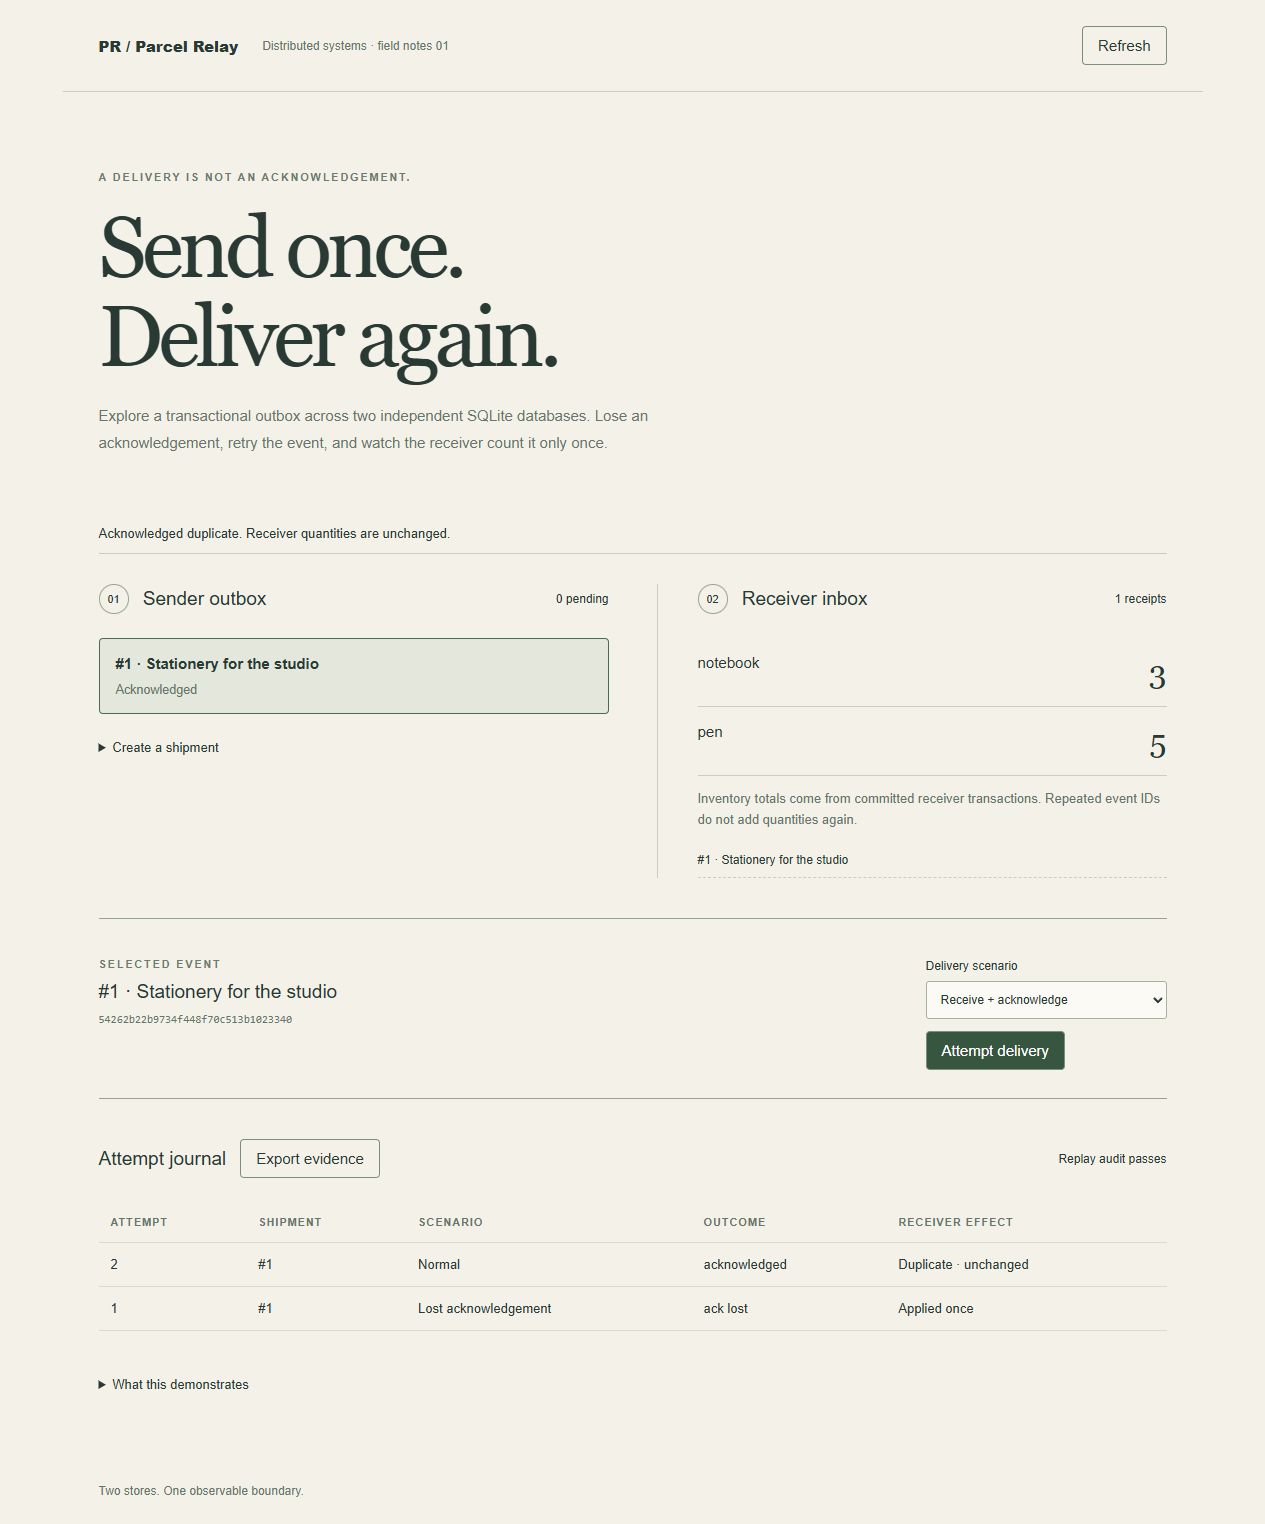 PR / Parcel Relay
Distributed systems · field notes 01
Refresh
A DELIVERY IS NOT AN ACKNOWLEDGEMENT.
Send once.
Deliver again.
Explore a transactional outbox across two independent SQLite databases. Lose an
acknowledgement, retry the event, and watch the receiver count it only once.
Acknowledged duplicate. Receiver quantities are unchanged.
01 Sender outbox 0 pending
#1 · Stationery for the studio
Acknowledged
Create a shipment
02 Receiver inbox 1 receipts
notebook 3
pen 5
Inventory totals come from committed receiver transactions. Repeated event IDs
do not add quantities again.
#1 · Stationery for the studio
SELECTED EVENT
#1 · Stationery for the studio
54262b22b9734f448f70c513b1023340
Delivery scenario
Receive + acknowledge
Attempt delivery
Attempt journal Export evidence Replay audit passes
ATTEMPT SHIPMENT SCENARIO OUTCOME RECEIVER EFFECT
2 #1 Normal acknowledged Duplicate · unchanged
1 #1 Lost acknowledgement ack lost Applied once
What this demonstrates
Two stores. One observable boundary.